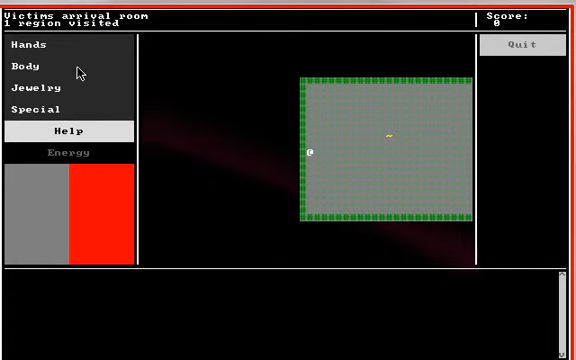 Victims arrival room
1 region visited
Score:
0
Hands
Body
Jewelry
Special
Help
Energy
Quit
~
@